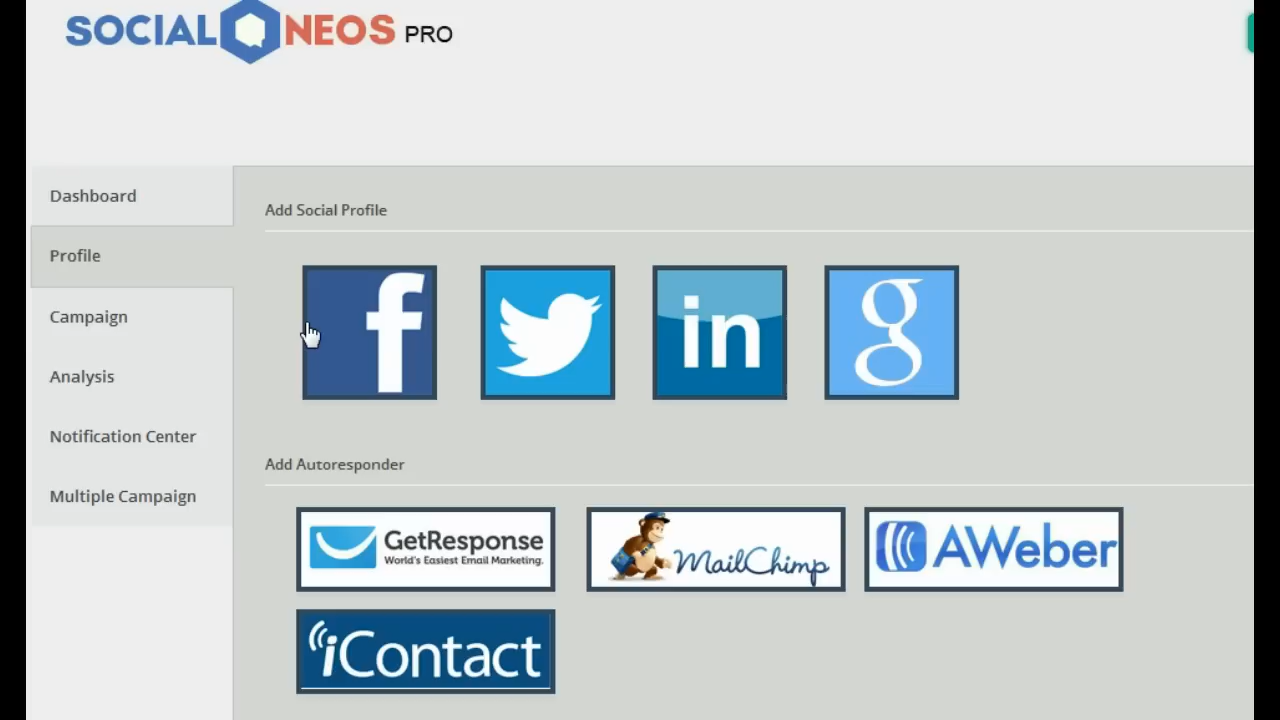 SOCIAL NEOS PRO
Dashboard
Profile
Campaign
Analysis
Notification Center
Multiple Campaign
Add Social Profile
f
in
g
Add Autoresponder
GetResponse
World's Easiest Email Marketing.
MailChimp
AWeber
iContact